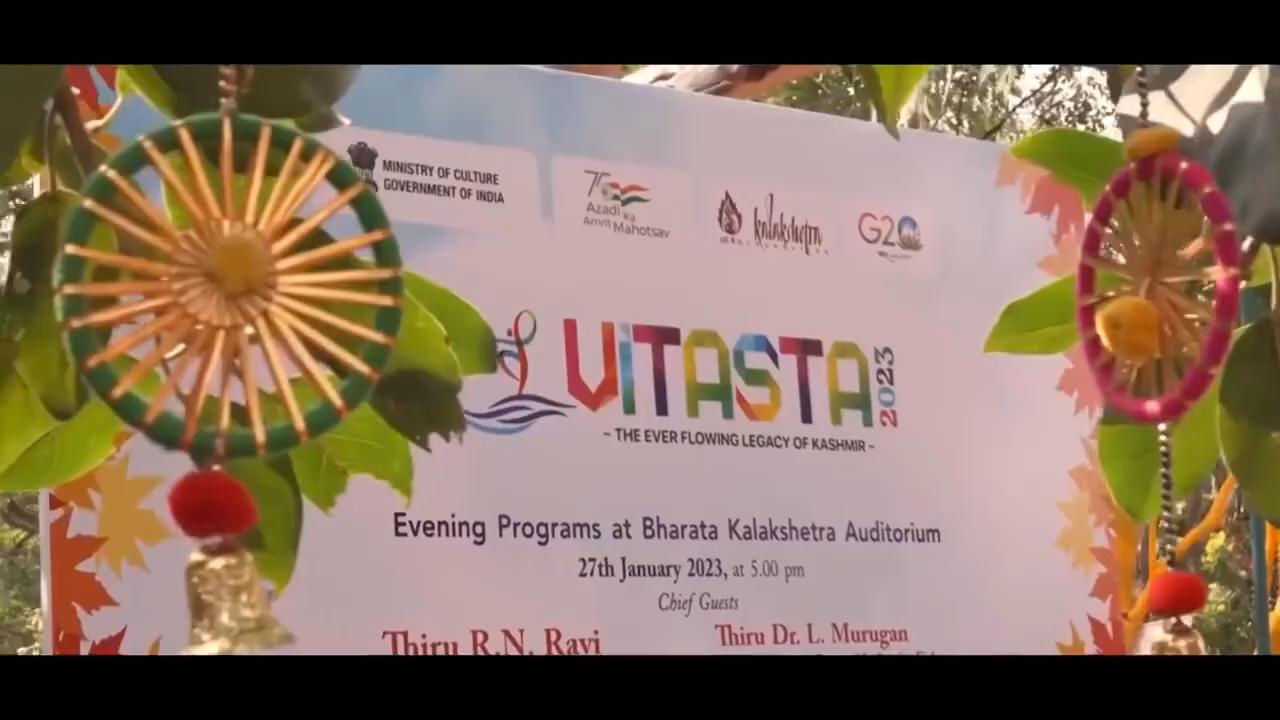 MINISTRY OF CULTURE
GOVERNMENT OF INDIA
75
Azadi Ka
Amrit Mahotsav
kalakshetra
G20
VITASTA 2023
~ THE EVER FLOWING LEGACY OF KASHMIR ~
Evening Programs at Bharata Kalakshetra Auditorium
27th January 2023, at 5.00 pm
Chief Guests
Thiru R.N. Ravi
Thiru Dr. L. Murugan